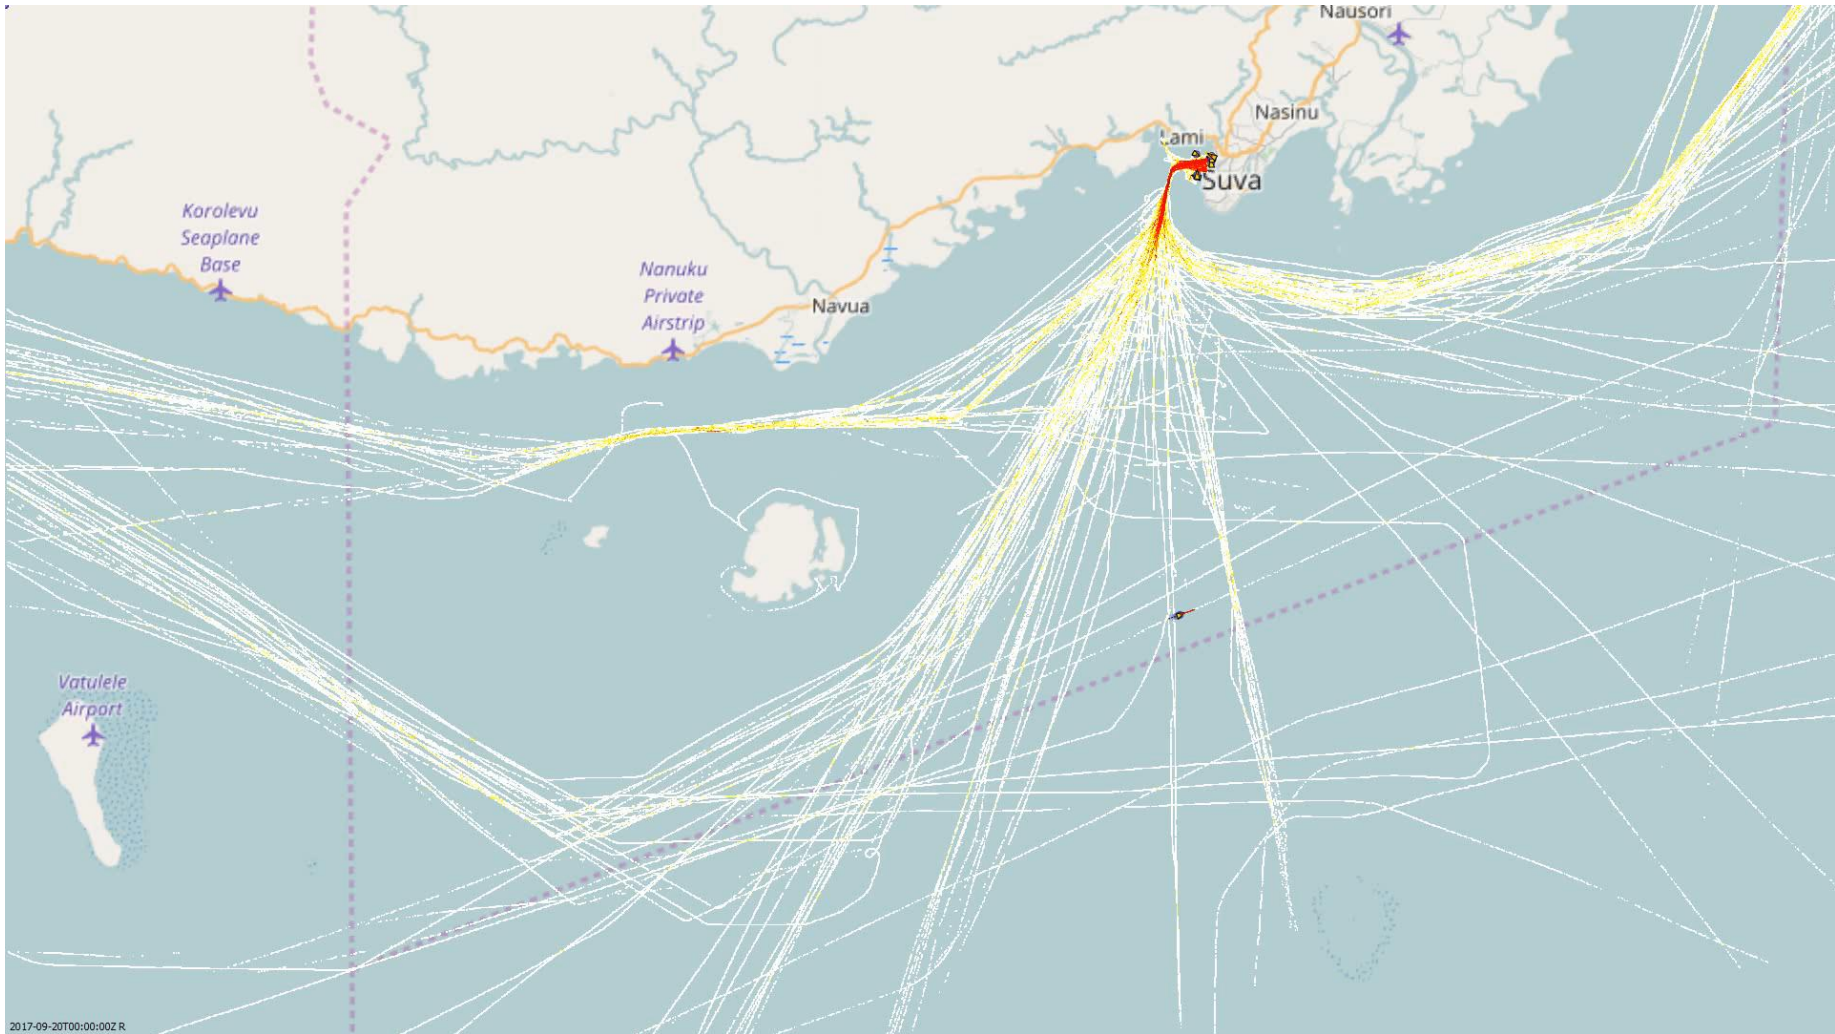 Nausori
Nasinu
Lami
Suva
Korolevu
Seaplane
Base
Nanuku
Private
Airstrip
Navua
Vatulele
Airport
2017-09-20T00:00:00Z R